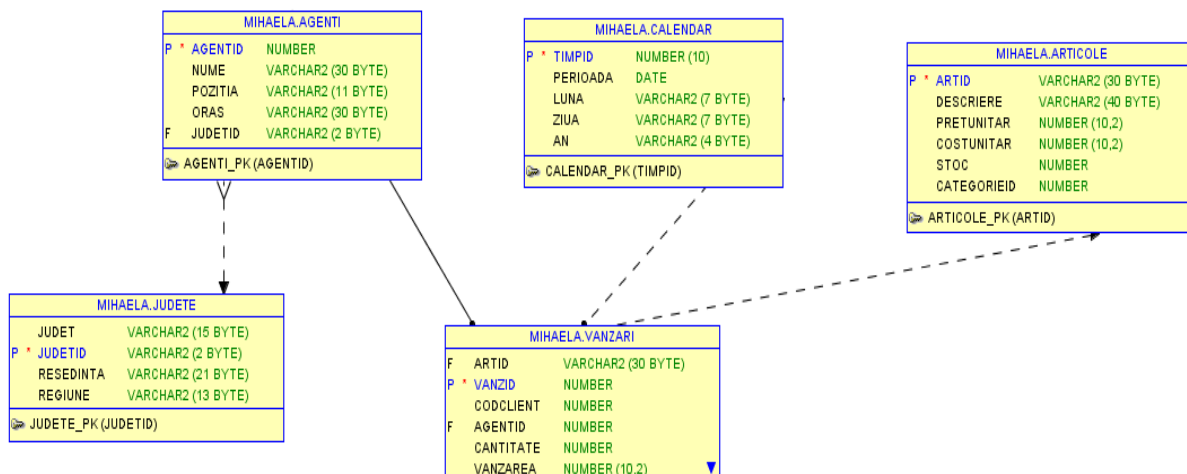 MIHAELA.AGENTI
P * AGENTID NUMBER
NUME VARCHAR2 (30 BYTE)
POZITIA VARCHAR2 (11 BYTE)
ORAS VARCHAR2 (30 BYTE)
F JUDETID VARCHAR2 (2 BYTE)
AGENTI_PK (AGENTID)
MIHAELA.CALENDAR
P * TIMPID NUMBER (10)
PERIOADA DATE
LUNA VARCHAR2 (7 BYTE)
ZIUA VARCHAR2 (7 BYTE)
AN VARCHAR2 (4 BYTE)
CALENDAR_PK (TIMPID)
MIHAELA.ARTICOLE
P * ARTID VARCHAR2 (30 BYTE)
DESCRIERE VARCHAR2 (40 BYTE)
PRETUNITAR NUMBER (10,2)
COSTUNITAR NUMBER (10,2)
STOC NUMBER
CATEGORIEID NUMBER
ARTICOLE_PK (ARTID)
MIHAELA.JUDETE
JUDET VARCHAR2 (15 BYTE)
P * JUDETID VARCHAR2 (2 BYTE)
RESEDINTA VARCHAR2 (21 BYTE)
REGIUNE VARCHAR2 (13 BYTE)
JUDETE_PK (JUDETID)
MIHAELA.VANZARI
F ARTID VARCHAR2 (30 BYTE)
P * VANZID NUMBER
CODCLIENT NUMBER
F AGENTID NUMBER
CANTITATE NUMBER
VANZAREA NUMBER (10,2)